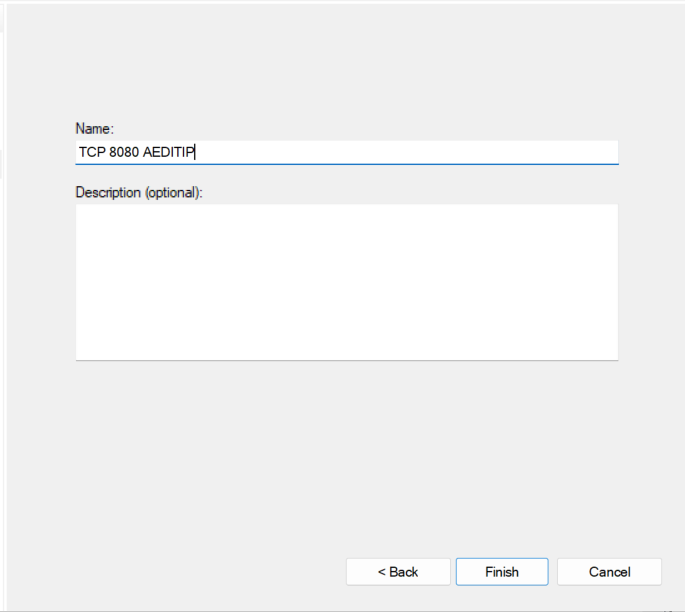 Name:
TCP 8080 AEDITIP
Description (optional):
< Back
Finish
Cancel